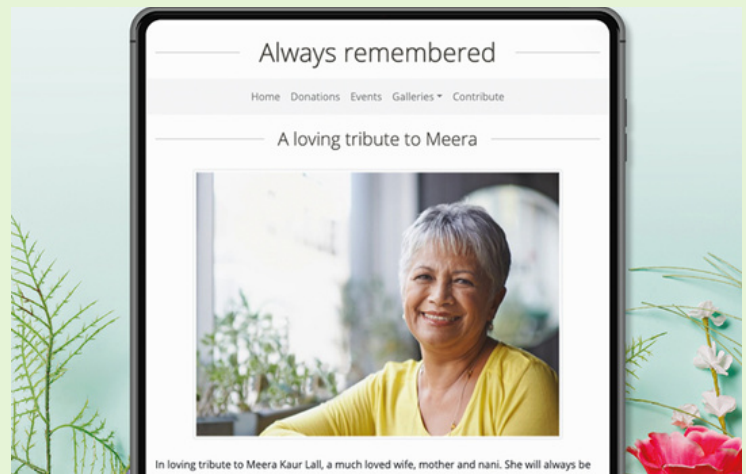 Always remembered
Home Donations Events Galleries Contribute
A loving tribute to Meera
In loving tribute to Meera Kaur Lall, a much loved wife, mother and nani. She will always be